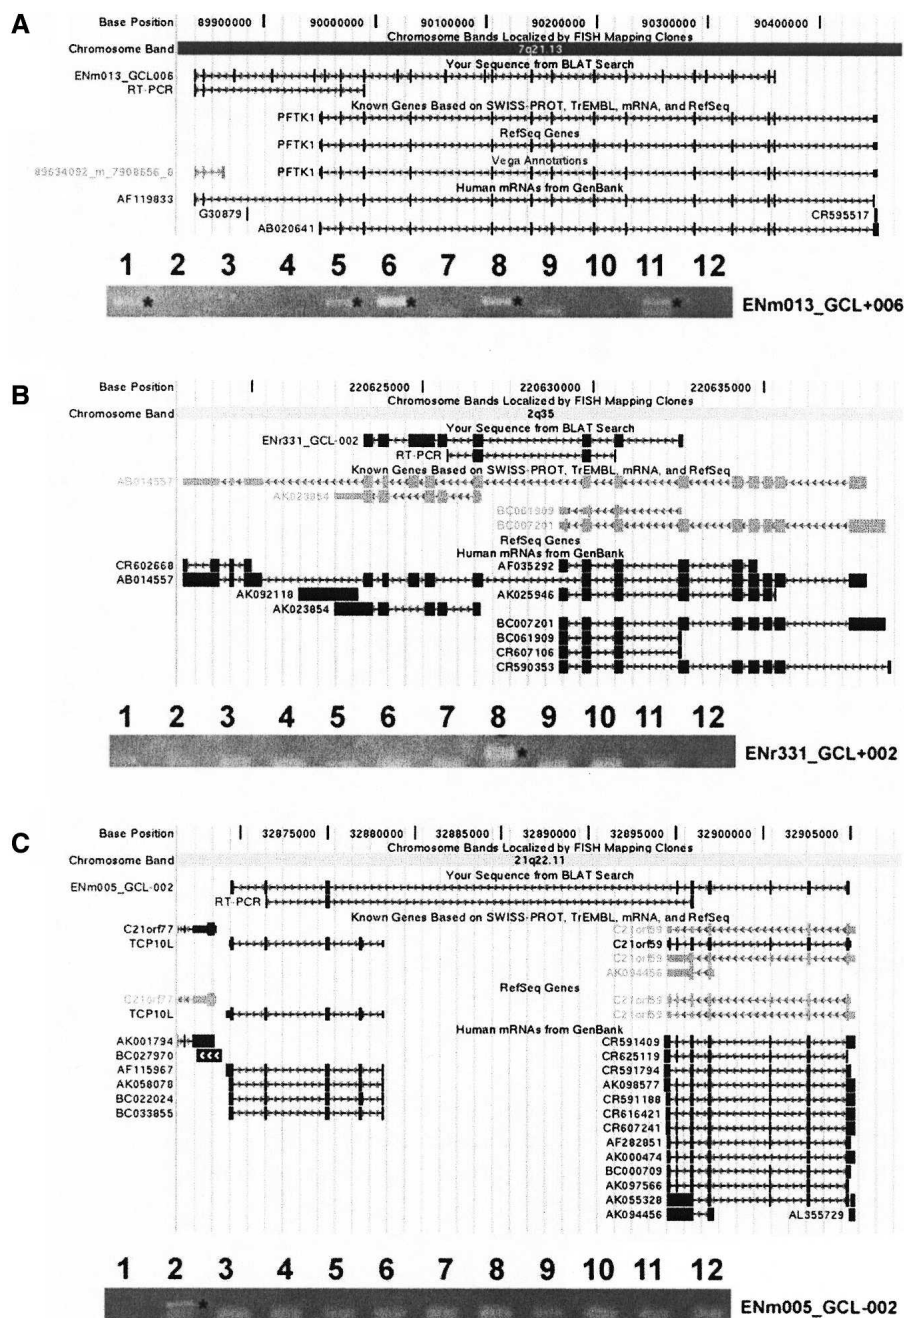 A
Base Position 89900000 90000000 90100000 90200000 90300000 90400000
Chromosome Bands Localized by FISH Mapping Clones
Chromosome Band 7q21.13
Your Sequence from BLAT Search
ENm013_GCL006
RT-PCR
Known Genes Based on SWISS-PROT, TrEMBL, mRNA, and RefSeq
PFTK1
RefSeq Genes
PFTK1
Vega Annotations
PFTK1
Human mRNAs from GenBank
AF119833
G30879 CR595517
AB020641
1 2 3 4 5 6 7 8 9 10 11 12
* * * * *
ENm013_GCL+006
B
Base Position 220625000 220630000 220635000
Chromosome Bands Localized by FISH Mapping Clones
Chromosome Band 2q35
Your Sequence from BLAT Search
ENr331_GCL-002
RT-PCR
Known Genes Based on SWISS-PROT, TrEMBL, mRNA, and RefSeq
AB014557
AK023854
BC061909
BC007201
RefSeq Genes
Human mRNAs from GenBank
CR602668 AF035292
AB014557
AK092118 AK025946
AK023854
BC007201
BC061909
CR607106
CR590353
1 2 3 4 5 6 7 8 9 10 11 12
*
ENr331_GCL+002
C
Base Position 32875000 32880000 32885000 32890000 32895000 32900000 32905000
Chromosome Bands Localized by FISH Mapping Clones
Chromosome Band 21q22.11
Your Sequence from BLAT Search
ENm005_GCL-002
RT-PCR
Known Genes Based on SWISS-PROT, TrEMBL, mRNA, and RefSeq
C21orf77 C21orf59
TCP10L C21orf59
C21orf59
AK094456
RefSeq Genes
C21orf77 C21orf59
TCP10L C21orf59
Human mRNAs from GenBank
AK001794 CR591409
BC027970 CR625119
AF115967 CR591794
AK058078 AK098577
BC022024 CR591188
BC033855 CR616421
CR607241
AF282851
AK000474
BC000709
AK097566
AK055328
AK094456 AL355729
1 2 3 4 5 6 7 8 9 10 11 12
*
ENm005_GCL-002